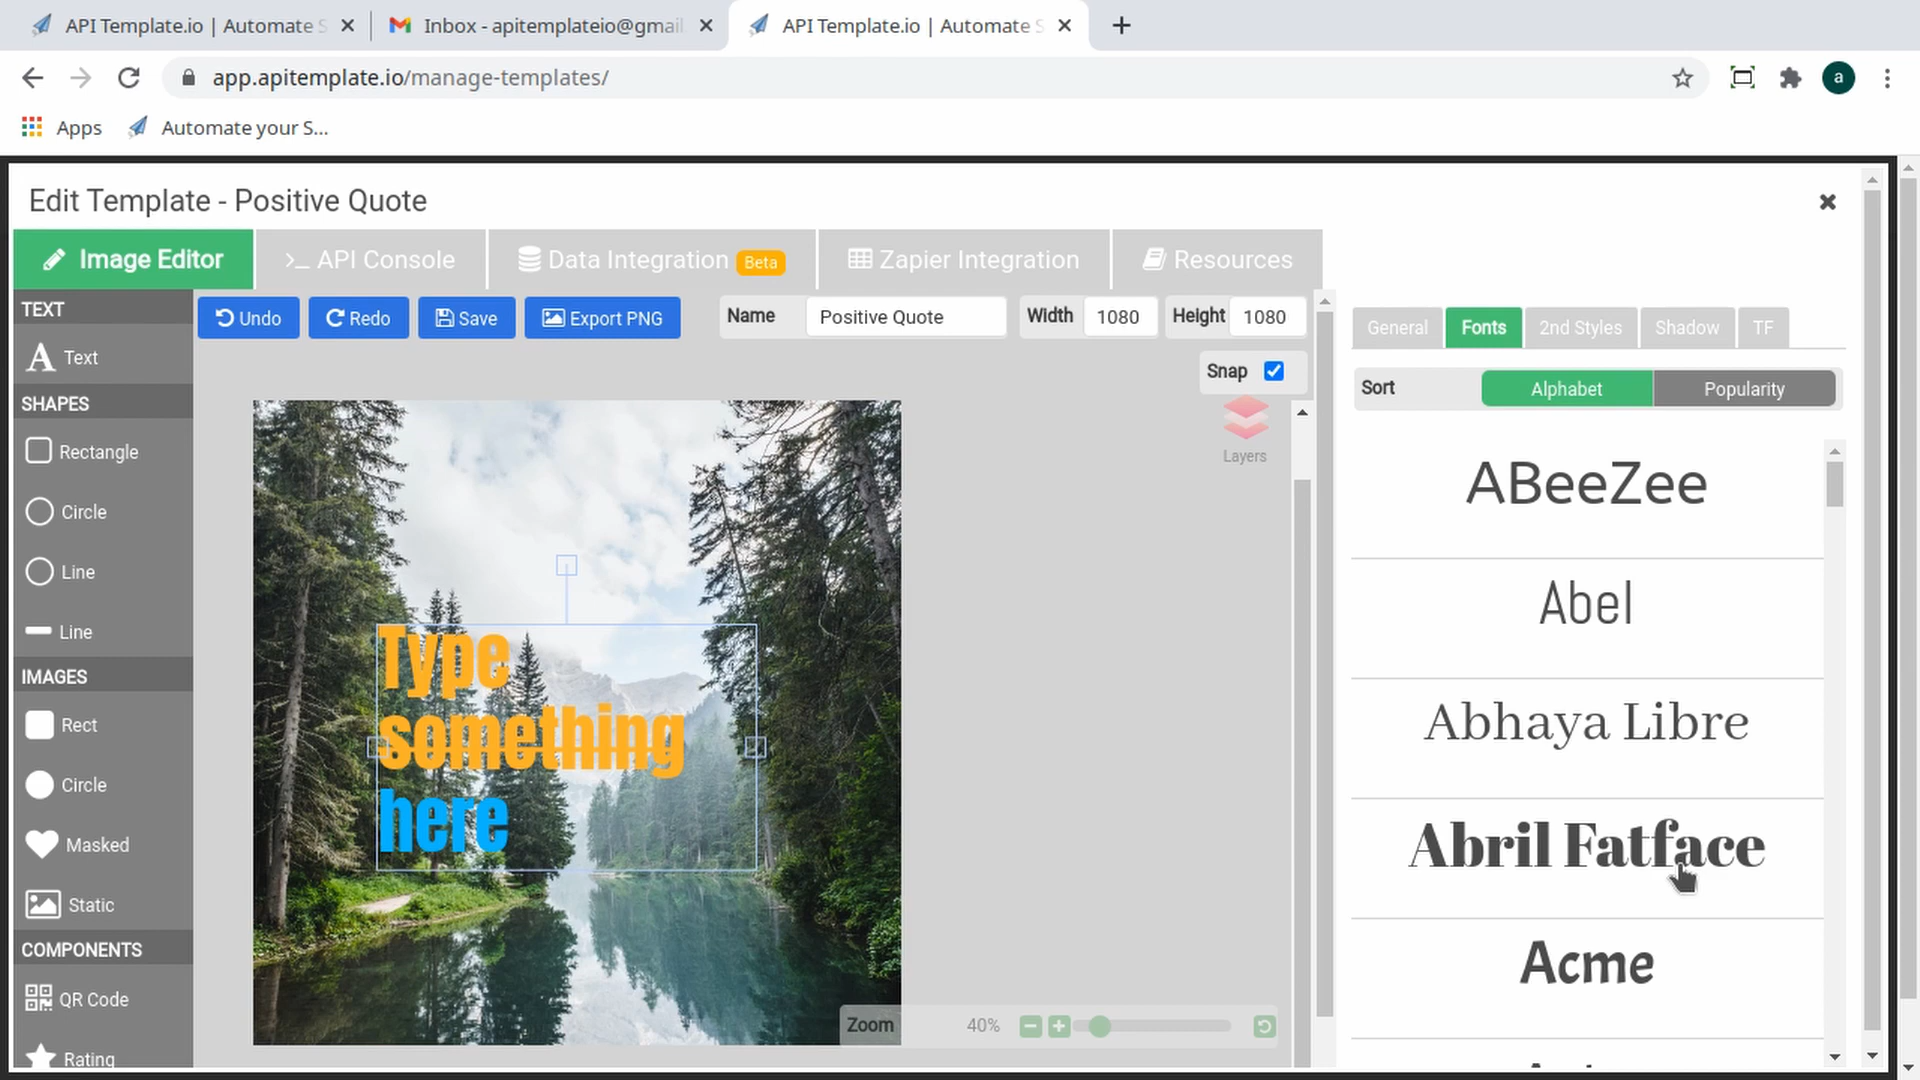 API Template.io | Automate S
Inbox - apitemplateio@gmail
API Template.io | Automate S
app.apitemplate.io/manage-templates/
a
Apps
Automate your S...
Edit Template - Positive Quote
Image Editor
API Console
Data Integration Beta
Zapier Integration
Resources
TEXT
Text
SHAPES
Rectangle
Circle
Line
Line
IMAGES
Rect
Circle
Masked
Static
COMPONENTS
QR Code
Rating
Undo
Redo
Save
Export PNG
Name Positive Quote
Width 1080
Height 1080
Snap
Layers
Type
something
here
Zoom 40%
General
Fonts
2nd Styles
Shadow
TF
Sort
Alphabet
Popularity
ABeeZee
Abel
Abhaya Libre
Abril Fatface
Acme